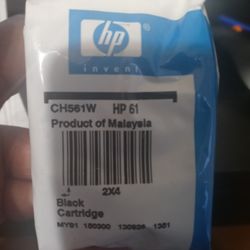 hp
invent
CH561W HP 61
Product of Malaysia
2X4
Black
Cartridge